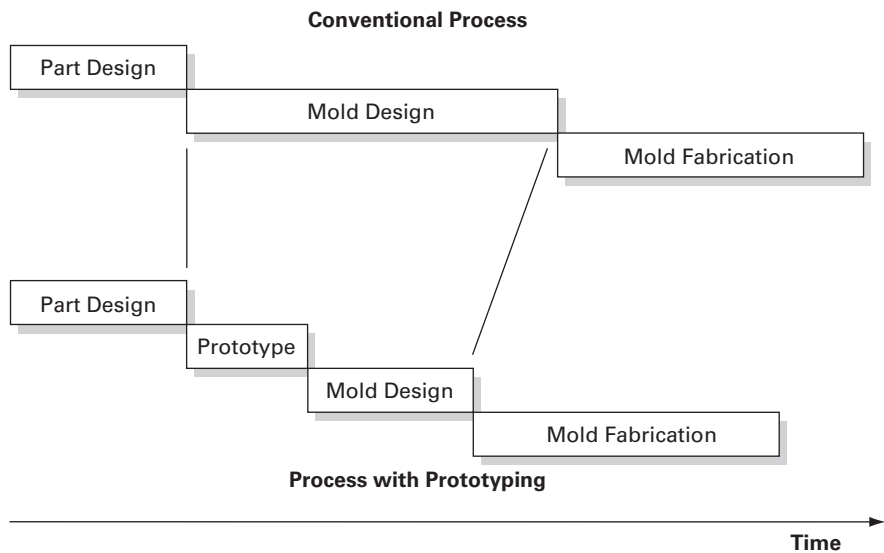 Conventional Process
Part Design
Mold Design
Mold Fabrication
Part Design
Prototype
Mold Design
Mold Fabrication
Process with Prototyping
Time